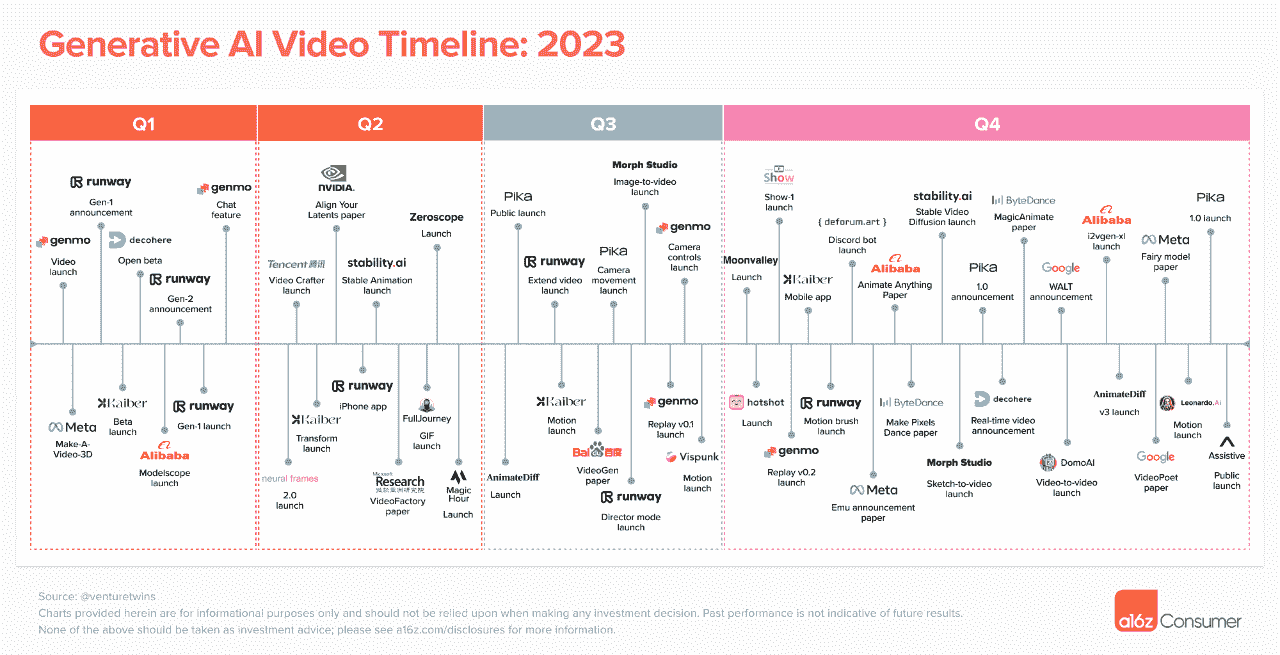 Generative AI Video Timeline: 2023
Q1
Q2
Q3
Q4
genmo
Video
launch
runway
Gen-1
announcement
decohere
Open beta
runway
Gen-2
announcement
genmo
Chat
feature
Meta
Make-A-
Video-3D
Kaiber
Beta
launch
Alibaba
Modelscope
launch
runway
Gen-1 launch
Tencent 腾讯
Video Crafter
launch
NVIDIA.
Align Your
Latents paper
stability.ai
Stable Animation
launch
Zeroscope
Launch
neural frames
2.0
launch
Kaiber
Transform
launch
runway
iPhone app
Microsoft
Research
微软亚洲研究院
VideoFactory
paper
FullJourney
GIF
launch
Magic
Hour
Launch
Pika
Public launch
runway
Extend video
launch
Pika
Camera
movement
launch
Morph Studio
Image-to-video
launch
genmo
Camera
controls
launch
AnimateDiff
Launch
Kaiber
Motion
launch
Bai百度
VideoGen
paper
runway
Director mode
launch
genmo
Replay v0.1
launch
Vispunk
Motion
launch
Moonvalley
Launch
Show
Show-1
launch
Kaiber
Mobile app
{ deforum.art }
Discord bot
launch
Alibaba
Animate Anything
Paper
stability.ai
Stable Video
Diffusion launch
Pika
1.0
announcement
ByteDance
MagicAnimate
paper
Google
WALT
announcement
Alibaba
i2vgen-xl
launch
Meta
Fairy model
paper
Pika
1.0 launch
hotshot
Launch
genmo
Replay v0.2
launch
runway
Motion brush
launch
Meta
Emu announcement
paper
ByteDance
Make Pixels
Dance paper
Morph Studio
Sketch-to-video
launch
decohere
Real-time video
announcement
DomoAI
Video-to-video
launch
AnimateDiff
v3 launch
Google
VideoPoet
paper
Leonardo.Ai
Motion
launch
Assistive
Public
launch
Source: @venturetwins
Charts provided herein are for informational purposes only and should not be relied upon when making any investment decision. Past performance is not indicative of future results.
None of the above should be taken as investment advice; please see a16z.com/disclosures for more information.
a16z Consumer